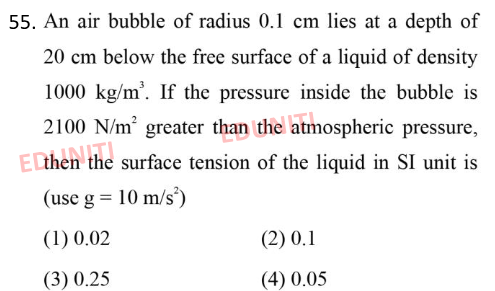 55. An air bubble of radius 0.1 cm lies at a depth of
20 cm below the free surface of a liquid of density
1000 kg/m³. If the pressure inside the bubble is
2100 N/m² greater than the atmospheric pressure,
EDUNITI
then the surface tension of the liquid in SI unit is
EDUNITI
(use g = 10 m/s²)
(1) 0.02 (2) 0.1
(3) 0.25 (4) 0.05